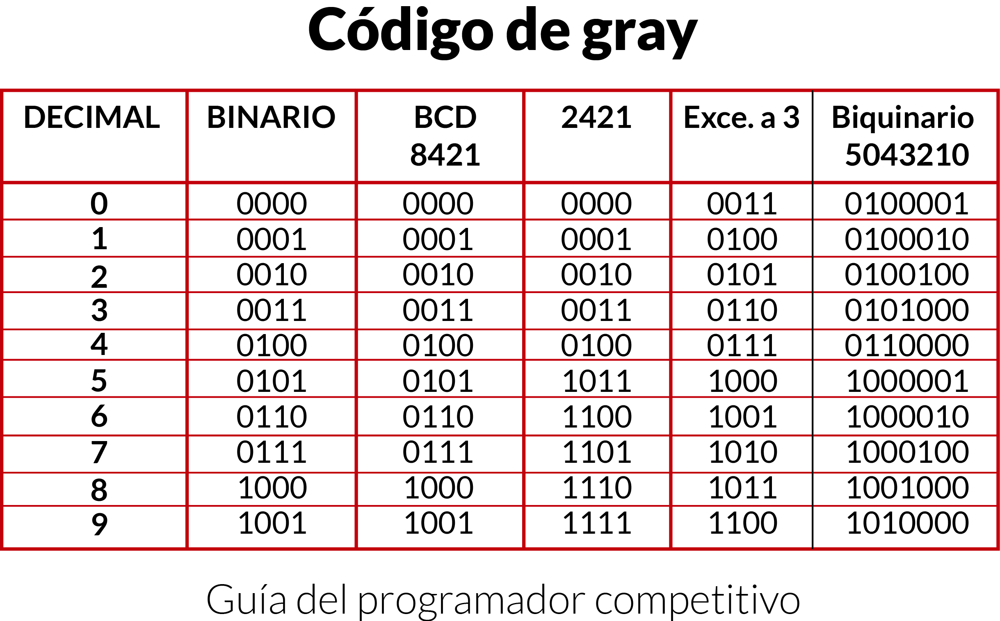 Código de gray
DECIMAL BINARIO BCD 2421 Exce. a 3 Biquinario
8421 5043210
0 0000 0000 0000 0011 0100001
1 0001 0001 0001 0100 0100010
2 0010 0010 0010 0101 0100100
3 0011 0011 0011 0110 0101000
4 0100 0100 0100 0111 0110000
5 0101 0101 1011 1000 1000001
6 0110 0110 1100 1001 1000010
7 0111 0111 1101 1010 1000100
8 1000 1000 1110 1011 1001000
9 1001 1001 1111 1100 1010000
Guía del programador competitivo